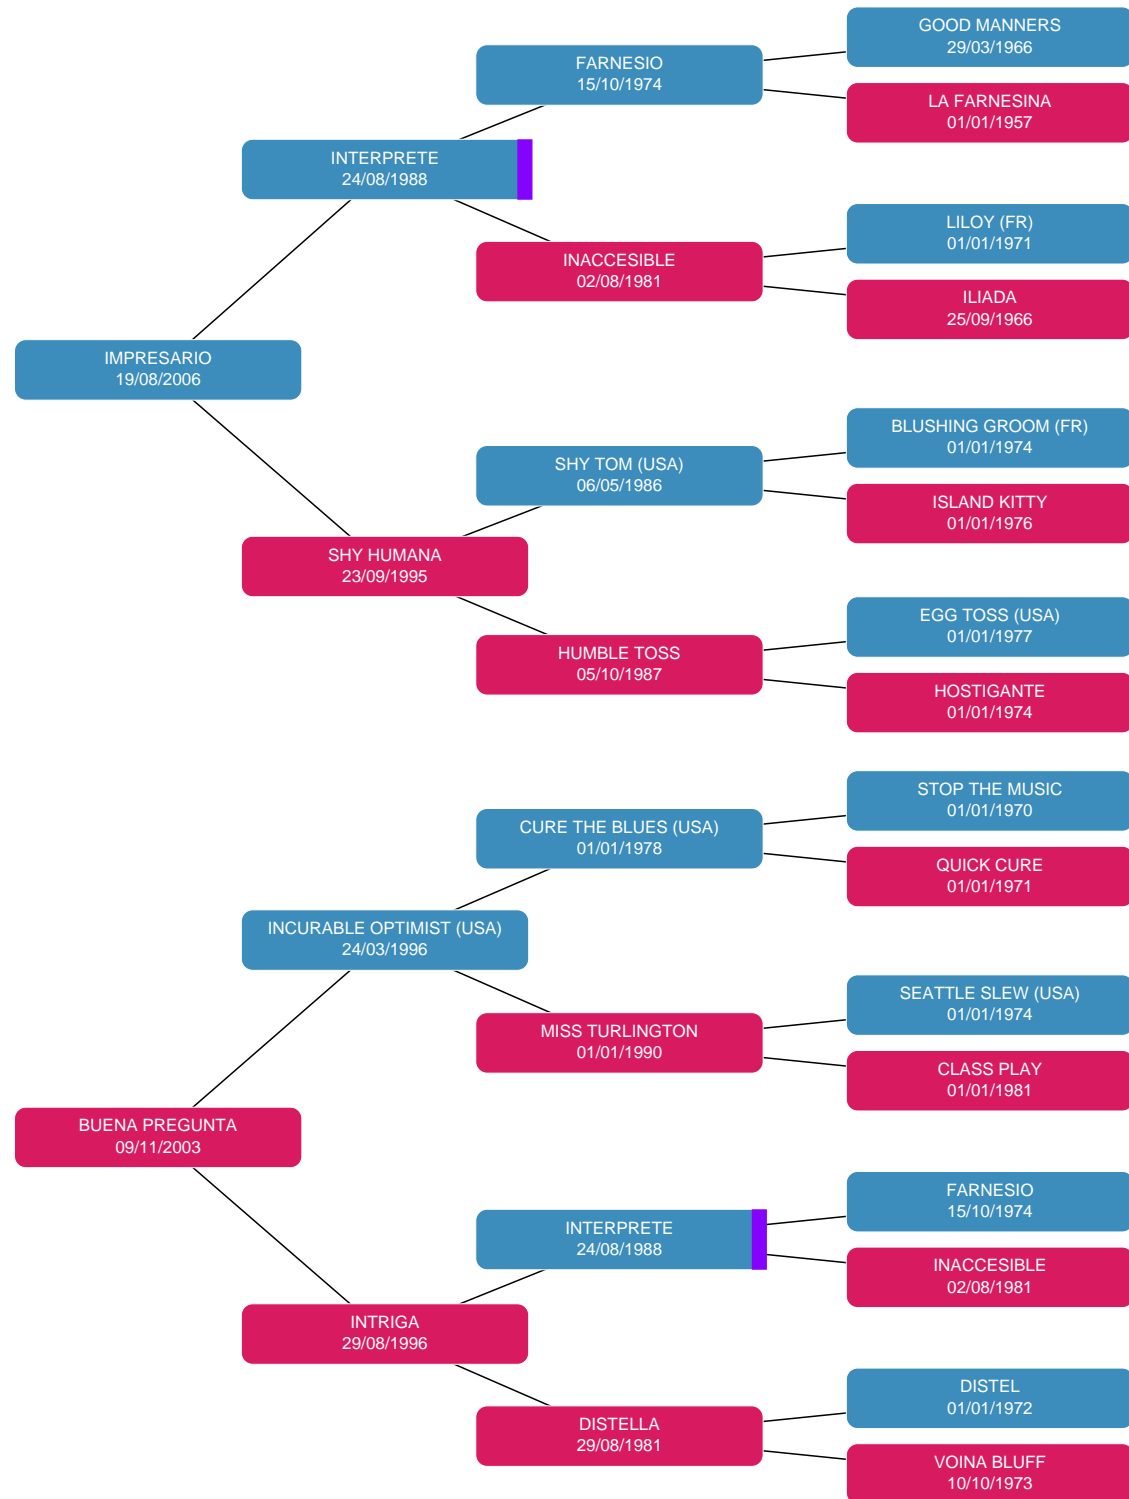 GOOD MANNERS
29/03/1966
FARNESIO
15/10/1974
LA FARNESINA
01/01/1957
INTERPRETE
24/08/1988
LILOY (FR)
01/01/1971
INACCESIBLE
02/08/1981
ILIADA
25/09/1966
IMPRESARIO
19/08/2006
BLUSHING GROOM (FR)
01/01/1974
SHY TOM (USA)
06/05/1986
ISLAND KITTY
01/01/1976
SHY HUMANA
23/09/1995
EGG TOSS (USA)
01/01/1977
HUMBLE TOSS
05/10/1987
HOSTIGANTE
01/01/1974
STOP THE MUSIC
01/01/1970
CURE THE BLUES (USA)
01/01/1978
QUICK CURE
01/01/1971
INCURABLE OPTIMIST (USA)
24/03/1996
SEATTLE SLEW (USA)
01/01/1974
MISS TURLINGTON
01/01/1990
CLASS PLAY
01/01/1981
BUENA PREGUNTA
09/11/2003
FARNESIO
15/10/1974
INTERPRETE
24/08/1988
INACCESIBLE
02/08/1981
INTRIGA
29/08/1996
DISTEL
01/01/1972
DISTELLA
29/08/1981
VOINA BLUFF
10/10/1973